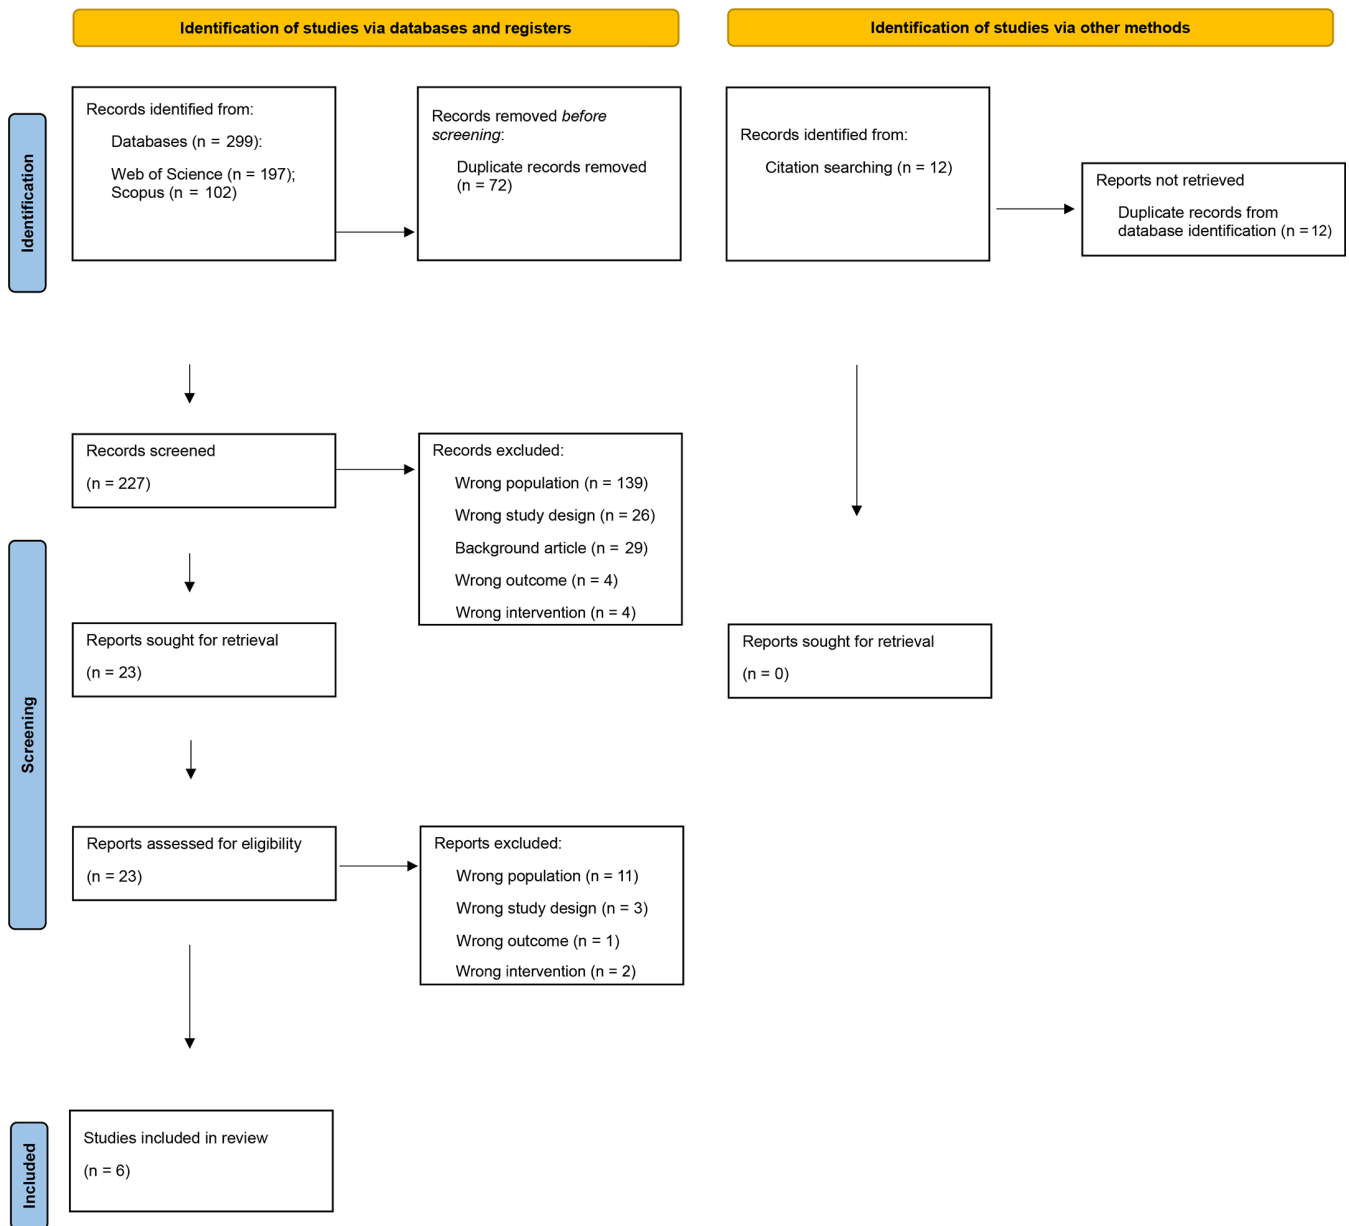 Identification of studies via databases and registers
Identification of studies via other methods
Identification
Records identified from:
Databases (n = 299):
Web of Science (n = 197);
Scopus (n = 102)
Records removed before
screening:
Duplicate records removed
(n = 72)
Records identified from:
Citation searching (n = 12)
Reports not retrieved
Duplicate records from
database identification (n = 12)
Screening
Records screened
(n = 227)
Records excluded:
Wrong population (n = 139)
Wrong study design (n = 26)
Background article (n = 29)
Wrong outcome (n = 4)
Wrong intervention (n = 4)
Reports sought for retrieval
(n = 23)
Reports sought for retrieval
(n = 0)
Reports assessed for eligibility
(n = 23)
Reports excluded:
Wrong population (n = 11)
Wrong study design (n = 3)
Wrong outcome (n = 1)
Wrong intervention (n = 2)
Included
Studies included in review
(n = 6)